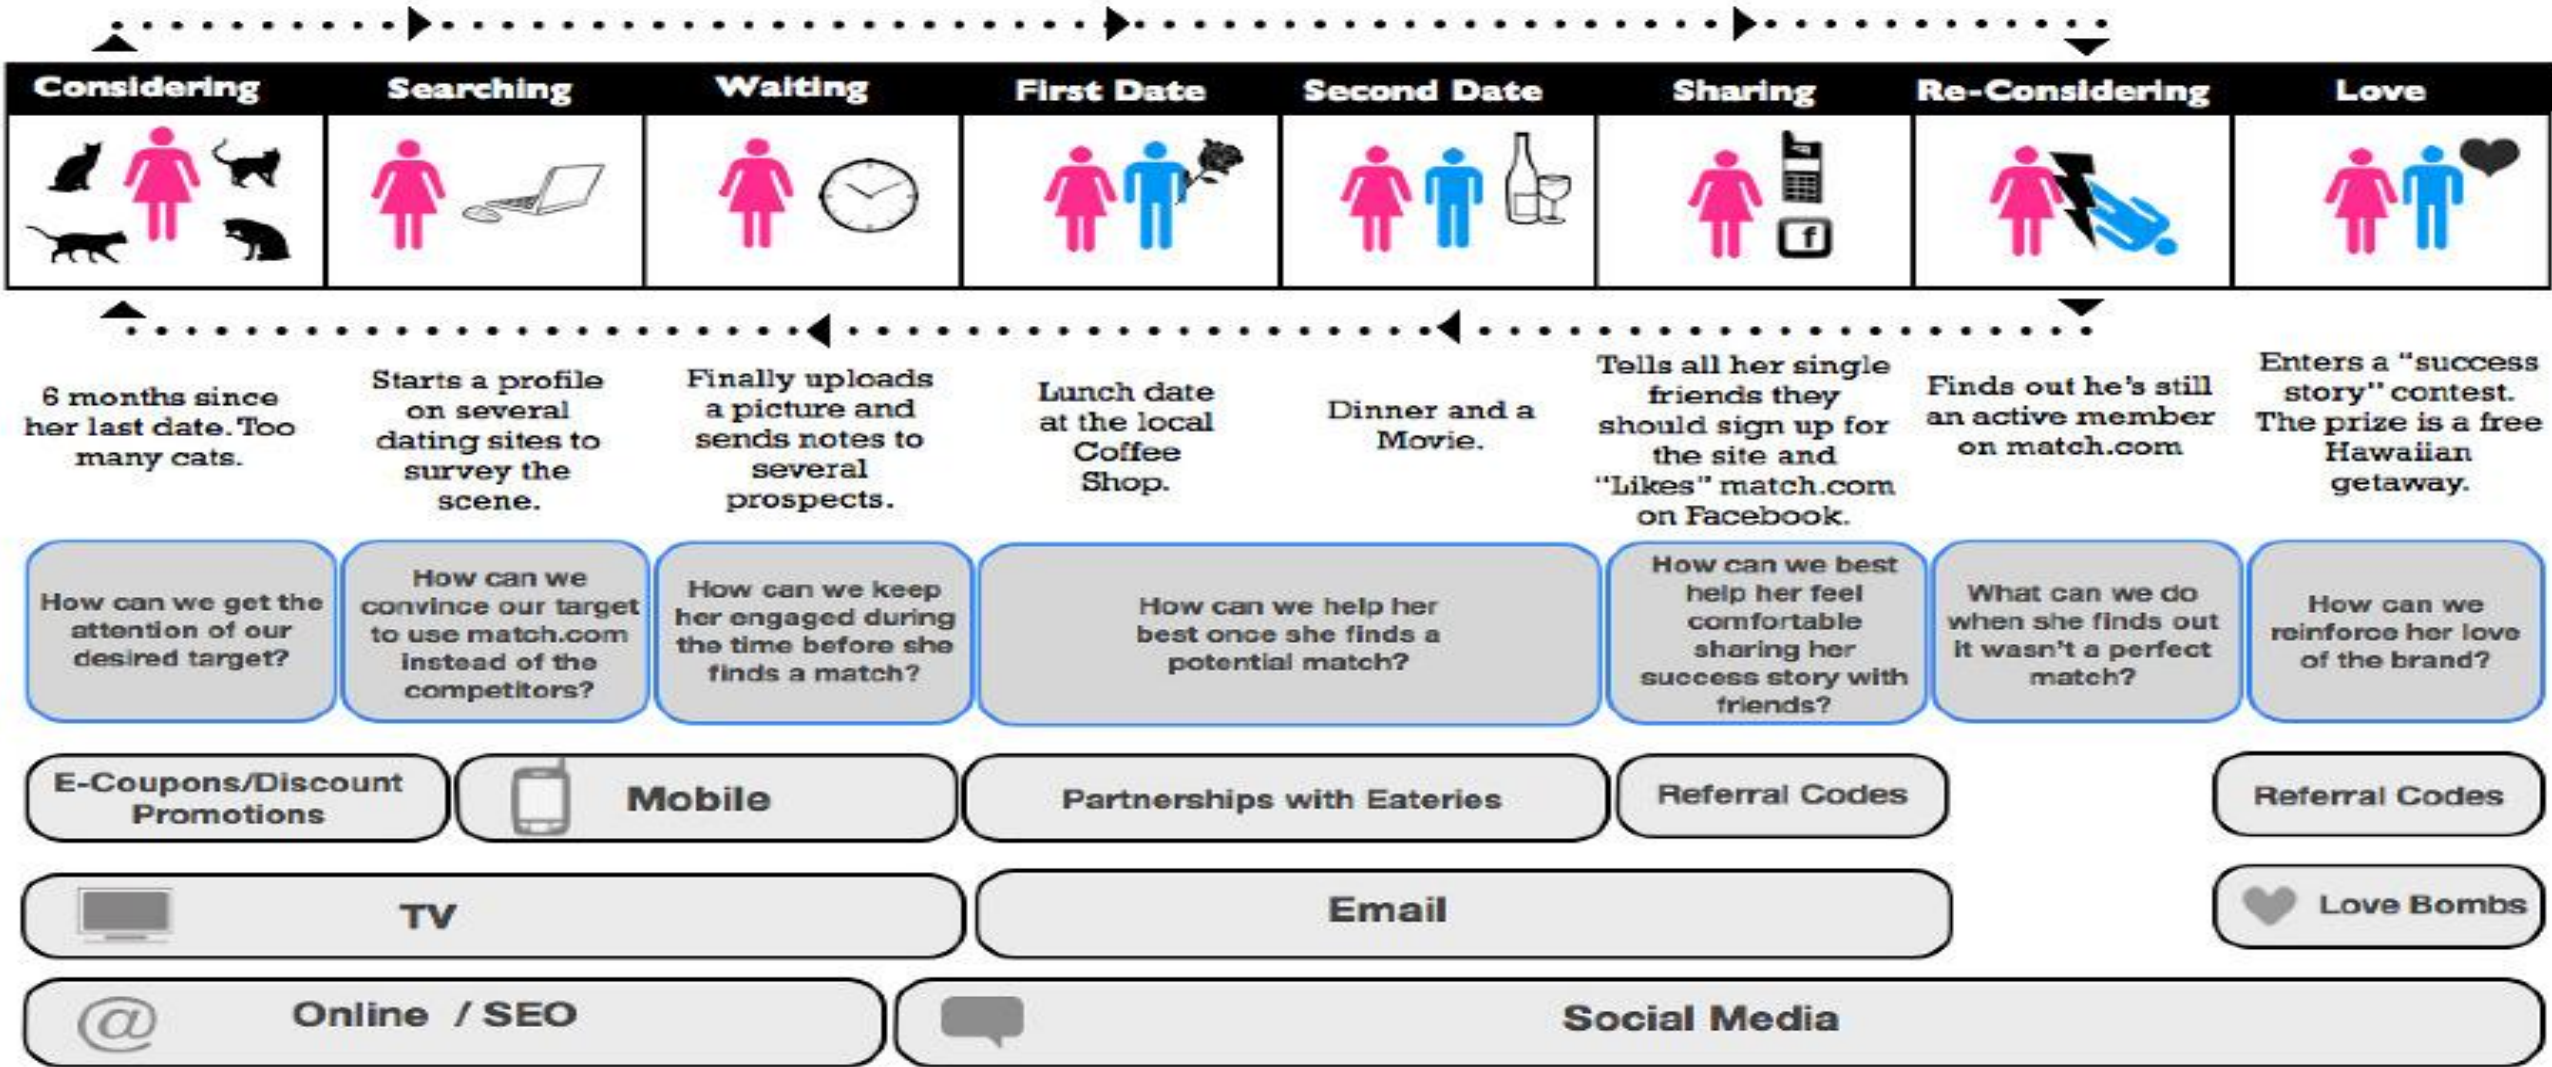 Considering
Searching
Waiting
First Date
Second Date
Sharing
Re-Considering
Love
f
6 months since
her last date. Too
many cats.
Starts a profile
on several
dating sites to
survey the
scene.
Finally uploads
a picture and
sends notes to
several
prospects.
Lunch date
at the local
Coffee
Shop.
Dinner and a
Movie.
Tells all her single
friends they
should sign up for
the site and
"Likes" match.com
on Facebook.
Finds out he's still
an active member
on match.com
Enters a "success
story" contest.
The prize is a free
Hawaiian
getaway.
How can we get the
attention of our
desired target?
How can we
convince our target
to use match.com
instead of the
competitors?
How can we keep
her engaged during
the time before she
finds a match?
How can we help her
best once she finds a
potential match?
How can we best
help her feel
comfortable
sharing her
success story with
friends?
What can we do
when she finds out
it wasn't a perfect
match?
How can we
reinforce her love
of the brand?
E-Coupons/Discount
Promotions
Mobile
Partnerships with Eateries
Referral Codes
Referral Codes
TV
Email
Love Bombs
@
Online / SEO
Social Media